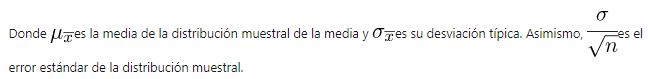 Donde μ_x̅ es la media de la distribución muestral de la media y σ_x̅ es su desviación típica. Asimismo, σ/√n es el
error estándar de la distribución muestral.